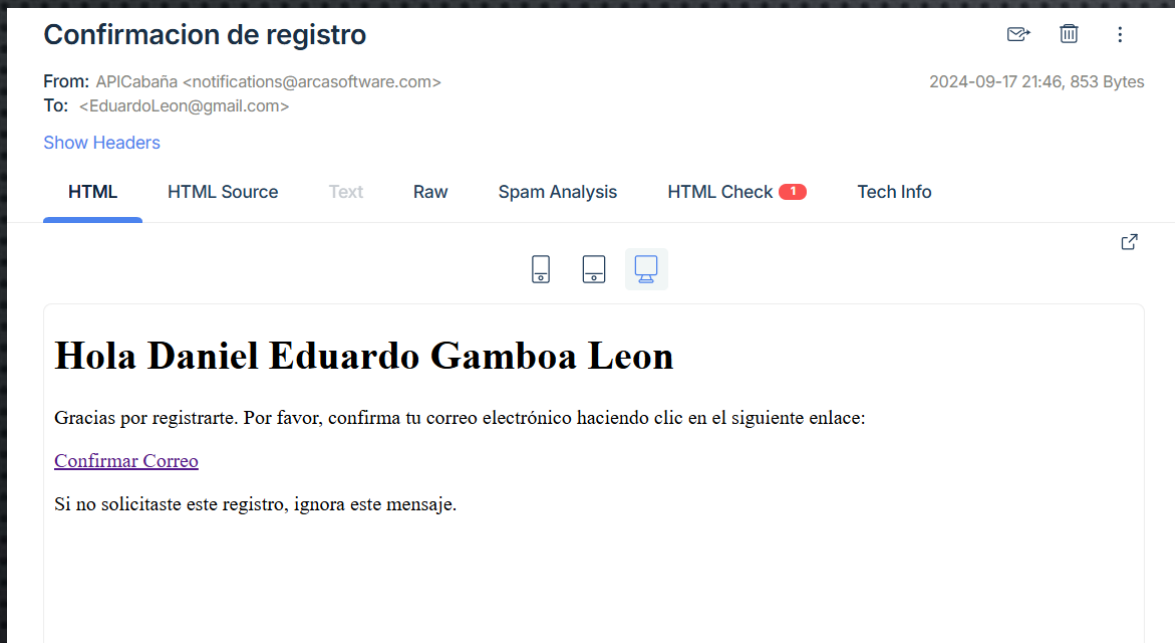 Confirmacion de registro
From: APICabaña <notifications@arcasoftware.com>
2024-09-17 21:46, 853 Bytes
To: <EduardoLeon@gmail.com>
Show Headers
HTML HTML Source Text Raw Spam Analysis HTML Check 1 Tech Info
Hola Daniel Eduardo Gamboa Leon
Gracias por registrarte. Por favor, confirma tu correo electrónico haciendo clic en el siguiente enlace:
Confirmar Correo
Si no solicitaste este registro, ignora este mensaje.